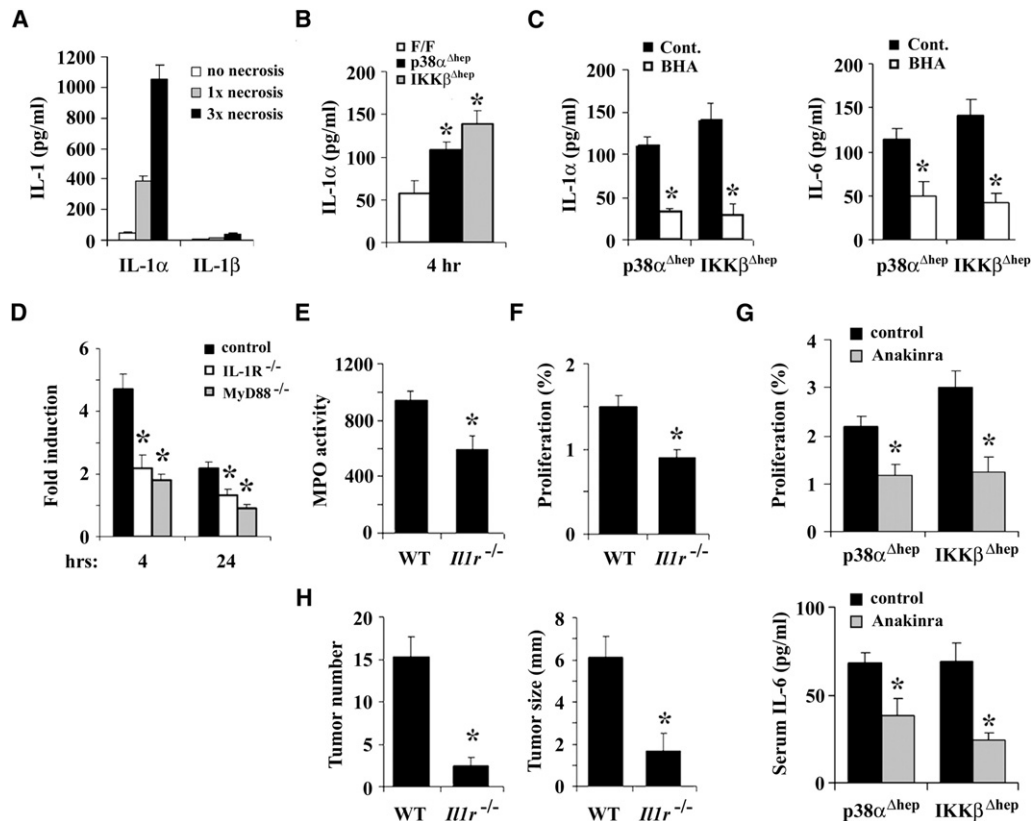 A
IL-1 (pg/ml)
1200
1000
800
600
400
200
0
no necrosis
1x necrosis
3x necrosis
IL-1α IL-1β
B
F/F
p38α^Δhep
IKKβ^Δhep
IL-1α (pg/ml)
200
150
100
50
0
* *
4 hr
C
Cont.
BHA
IL-1α (pg/ml)
200
150
100
50
0
* *
p38α^Δhep IKKβ^Δhep
Cont.
BHA
IL-6 (pg/ml)
200
150
100
50
0
* *
p38α^Δhep IKKβ^Δhep
D
control
IL-1R -/-
MyD88 -/-
Fold induction
6
4
2
0
* * * *
hrs: 4 24
E
MPO activity
1200
900
600
300
0
*
WT Il1r -/-
F
Proliferation (%)
2
1
0
*
WT Il1r -/-
G
control
Anakinra
Proliferation (%)
4
3
2
1
0
* *
p38α^Δhep IKKβ^Δhep
control
Anakinra
Serum IL-6 (pg/ml)
100
50
0
* *
p38α^Δhep IKKβ^Δhep
H
Tumor number
20
15
10
5
0
*
WT Il1r -/-
Tumor size (mm)
8
6
4
2
0
*
WT Il1r -/-